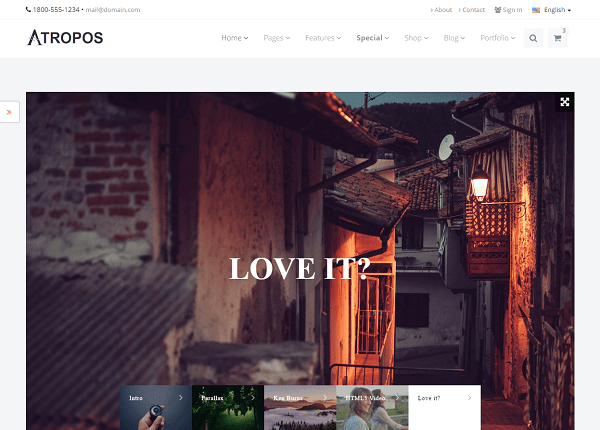 1800-555-1234 • mail@domain.com
About Contact Sign In English
ATROPOS
Home Pages Features Special Shop Blog Portfolio 3
LOVE IT?
Intro Parallax Ken Burns HTML5 Video Love it?